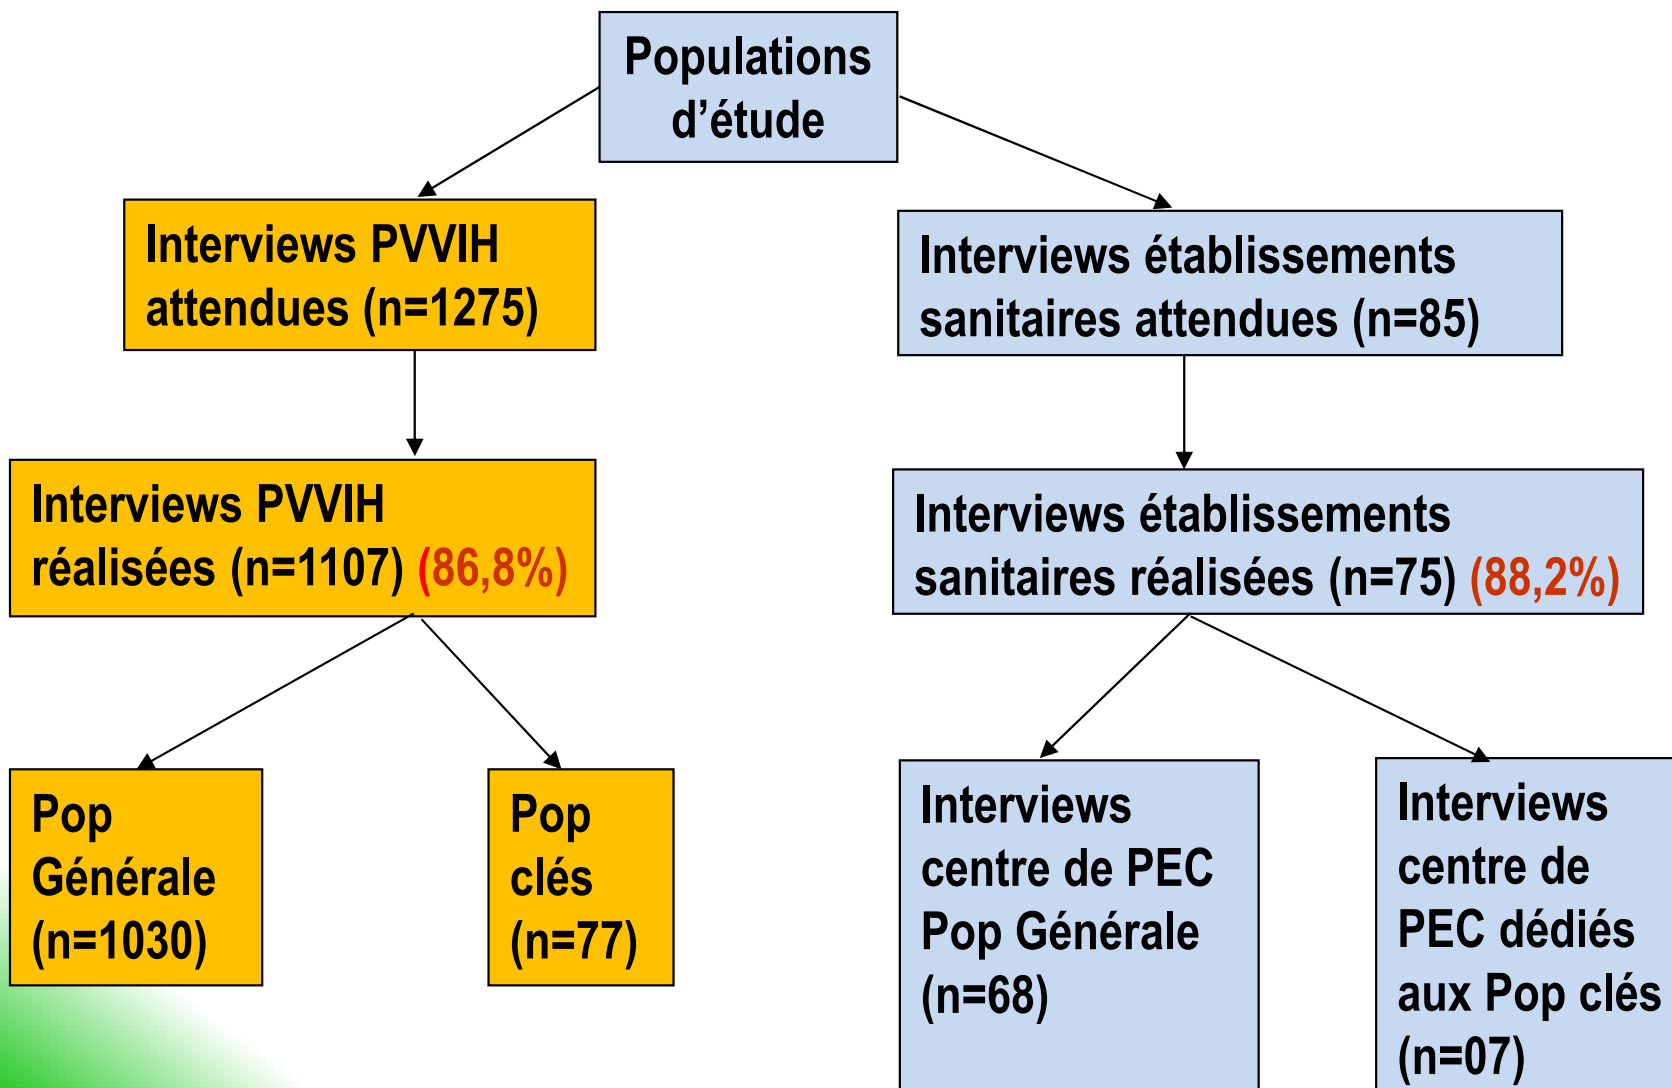 Populations
d’étude
Interviews PVVIH
attendues (n=1275)
Interviews établissements
sanitaires attendues (n=85)
Interviews PVVIH
réalisées (n=1107) (86,8%)
Interviews établissements
sanitaires réalisées (n=75) (88,2%)
Pop
Générale
(n=1030)
Pop
clés
(n=77)
Interviews
centre de PEC
Pop Générale
(n=68)
Interviews
centre de
PEC dédiés
aux Pop clés
(n=07)